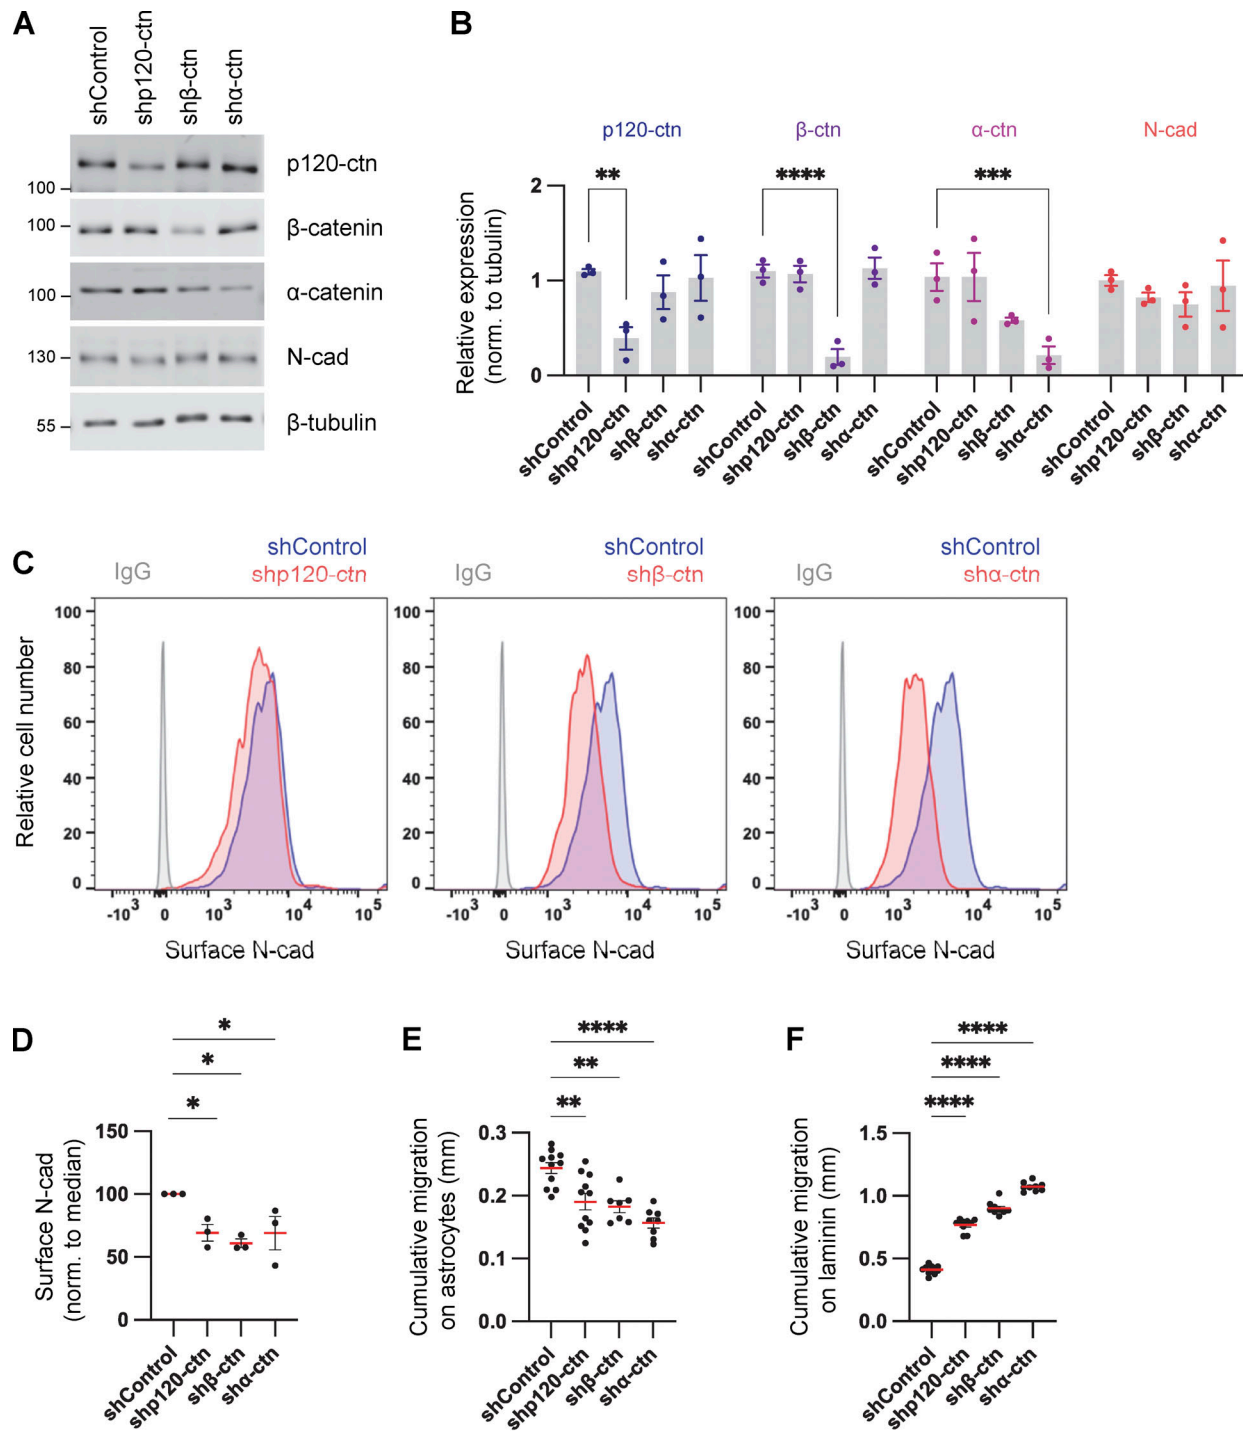 A
shControl
shp120-ctn
shβ-ctn
shα-ctn
p120-ctn
100
100
β-catenin
100
α-catenin
130
N-cad
55
β-tubulin
B
p120-ctn
β-ctn
α-ctn
N-cad
** **** ***
Relative expression
(norm. to tubulin)
2
1
0
shControl
shp120-ctn
shβ-ctn
shα-ctn
shControl
shp120-ctn
shβ-ctn
shα-ctn
shControl
shp120-ctn
shβ-ctn
shα-ctn
shControl
shp120-ctn
shβ-ctn
shα-ctn
C
Relative cell number
shControl
IgG shp120-ctn
100
80
60
40
20
0
-10³ 0 10³ 10⁴ 10⁵
Surface N-cad
shControl
IgG shβ-ctn
100
80
60
40
20
0
-10³ 0 10³ 10⁴ 10⁵
Surface N-cad
shControl
IgG shα-ctn
100
80
60
40
20
0
-10³ 0 10³ 10⁴ 10⁵
Surface N-cad
D
*
*
*
Surface N-cad
(norm. to median)
150
100
50
0
shControl
shp120-ctn
shβ-ctn
shα-ctn
E
****
**
**
Cumulative migration
on astrocytes (mm)
0.3
0.2
0.1
0.0
shControl
shp120-ctn
shβ-ctn
shα-ctn
F
****
****
****
Cumulative migration
on laminin (mm)
1.5
1.0
0.5
0.0
shControl
shp120-ctn
shβ-ctn
shα-ctn